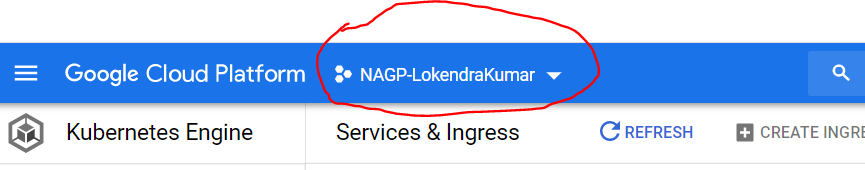 Google Cloud Platform NAGP-LokendraKumar
Kubernetes Engine Services & Ingress REFRESH CREATE INGRE